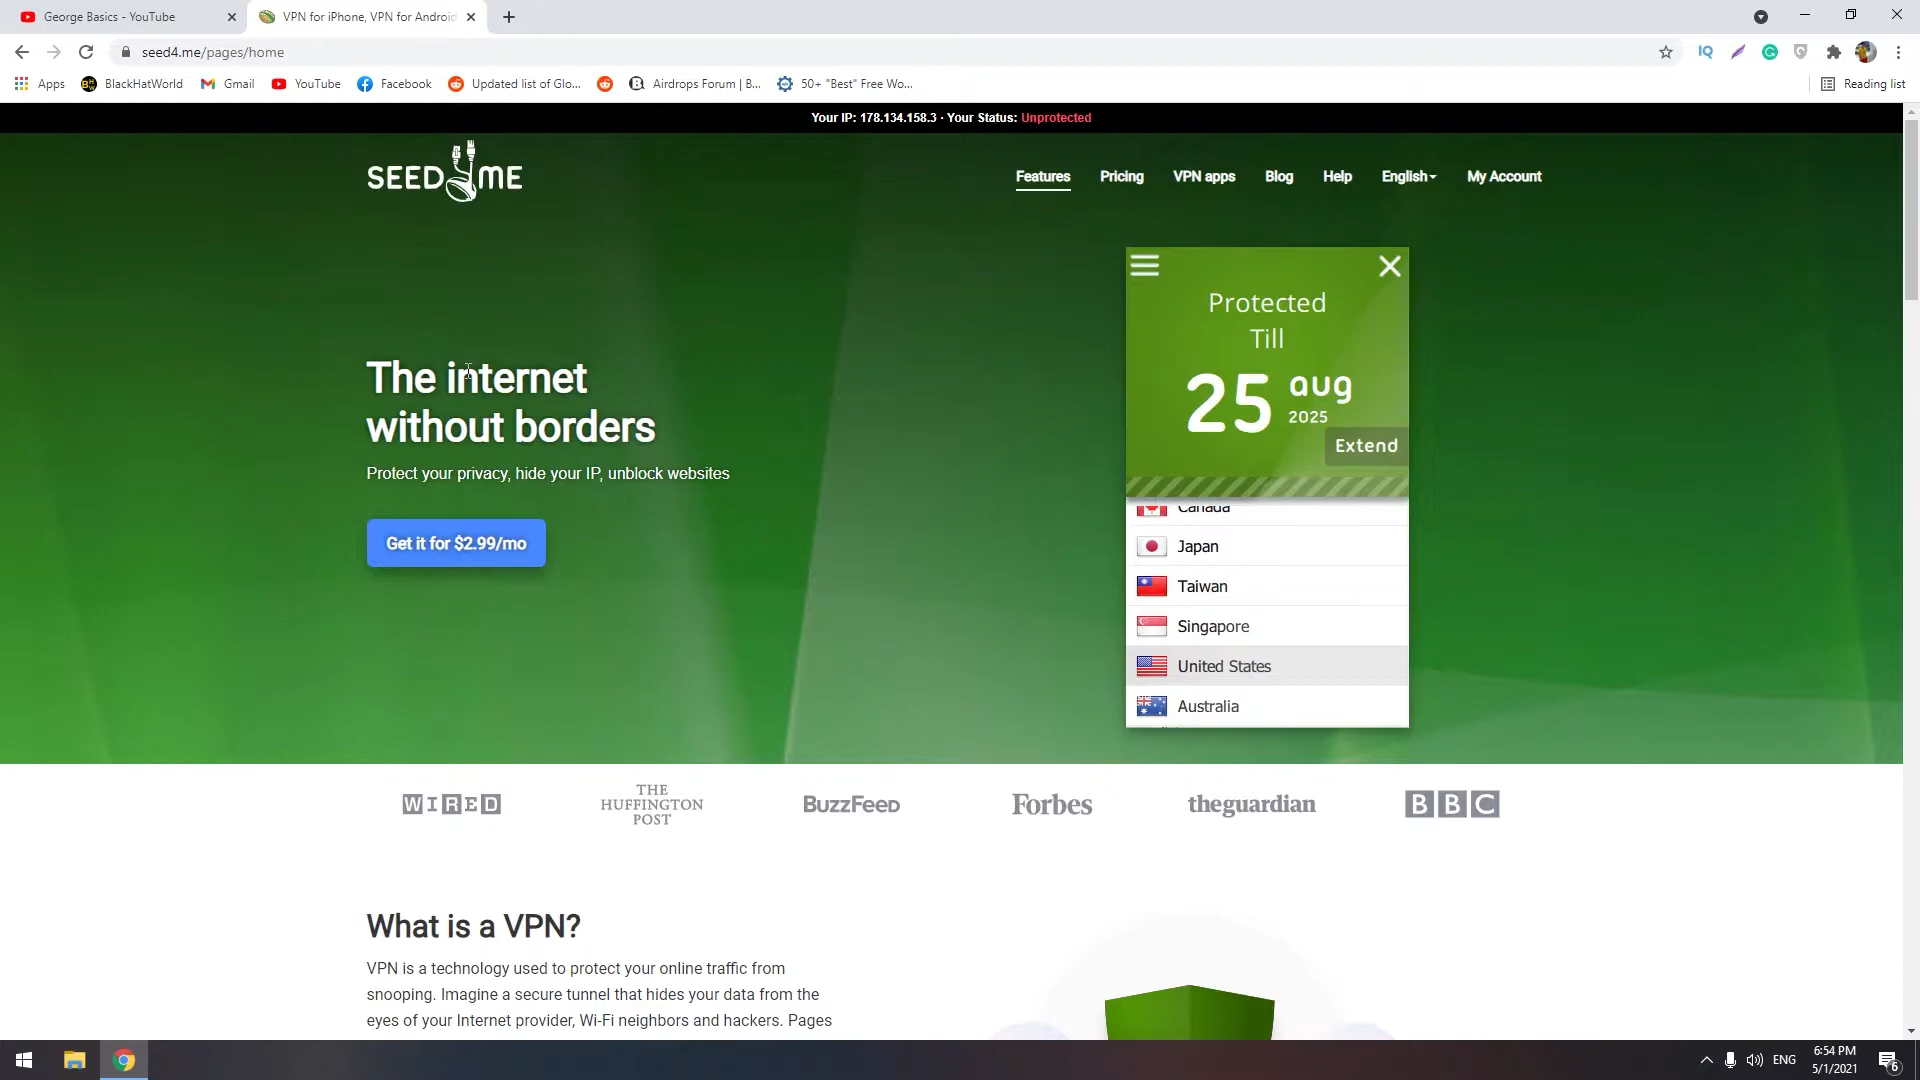 George Basics - YouTube
VPN for iPhone, VPN for Android
seed4.me/pages/home
Apps
BlackHatWorld
Gmail
YouTube
Facebook
Updated list of Glo...
Airdrops Forum | B...
50+ "Best" Free Wo...
Reading list
Your IP: 178.134.158.3 · Your Status: Unprotected
SEED4ME
Features
Pricing
VPN apps
Blog
Help
English
My Account
The internet
without borders
Protect your privacy, hide your IP, unblock websites
Get it for $2.99/mo
Protected
Till
25 aug
2025
Extend
Canada
Japan
Taiwan
Singapore
United States
Australia
WIRED
THE
HUFFINGTON
POST
BuzzFeed
Forbes
theguardian
BBC
What is a VPN?
VPN is a technology used to protect your online traffic from
snooping. Imagine a secure tunnel that hides your data from the
eyes of your Internet provider, Wi-Fi neighbors and hackers. Pages
ENG
6:54 PM
5/1/2021
6